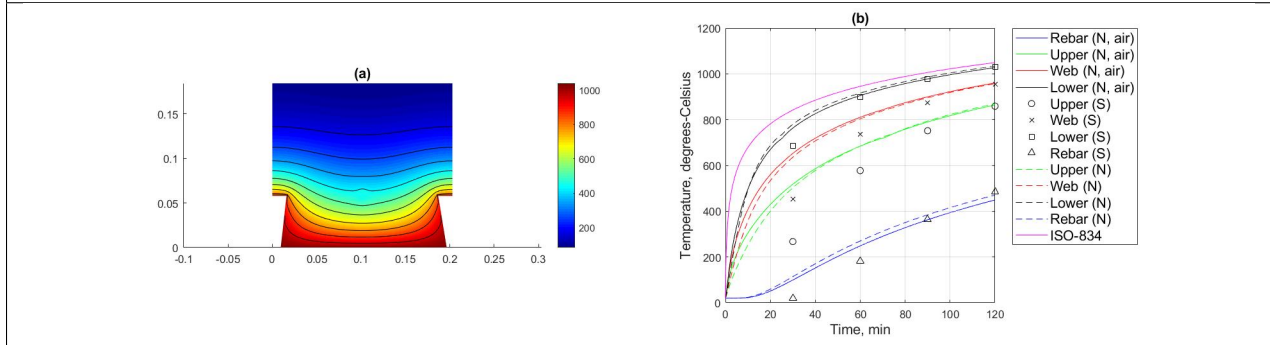 (a)
0.15
0.1
0.05
0
-0.1
-0.05
0
0.05
0.1
0.15
0.2
0.25
0.3
1000
800
600
400
200
(b)
Temperature, degrees-Celsius
1200
1000
800
600
400
200
0
0
20
40
60
80
100
120
Time, min
Rebar (N, air)
Upper (N, air)
Web (N, air)
Lower (N, air)
Upper (S)
Web (S)
Lower (S)
Rebar (S)
Upper (N)
Web (N)
Lower (N)
Rebar (N)
ISO-834